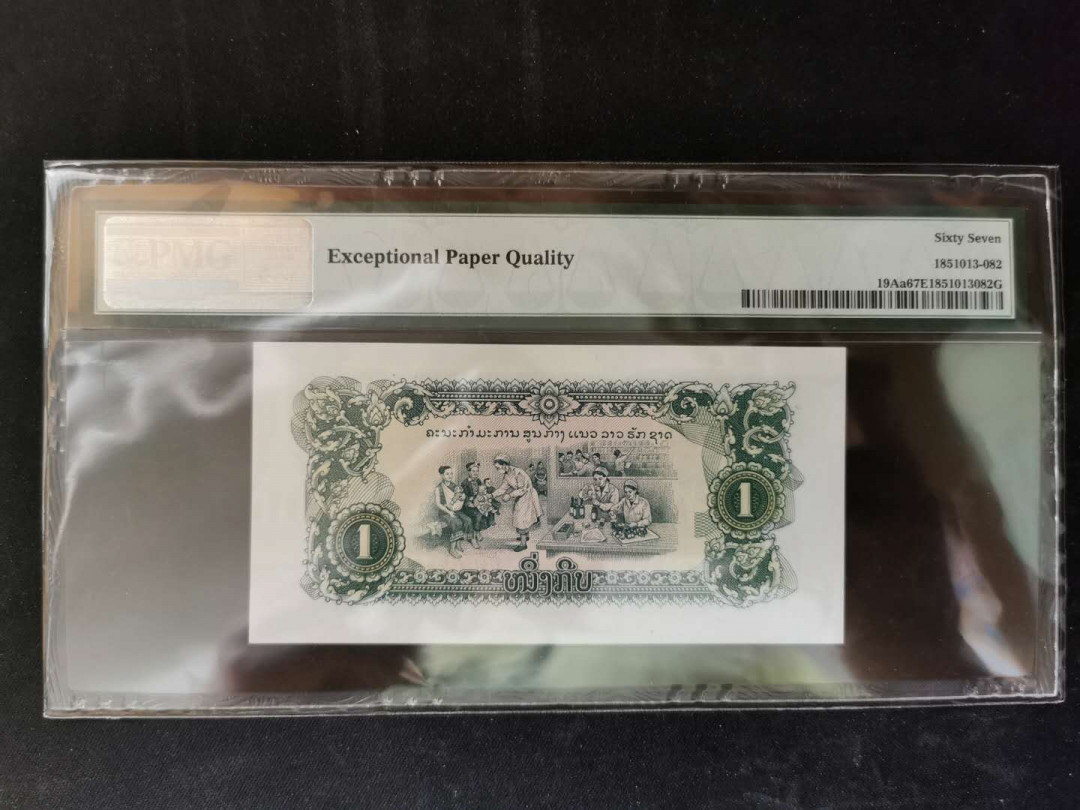 PMG
Exceptional Paper Quality
Sixty Seven
1851013-082
19Aa67E1851013082G
ຄະນະກຳມະການ ສູນກາງ ແນວ ລາວ ຮັກ ຊາດ
1
1
ຫນຶ່ງກີບ